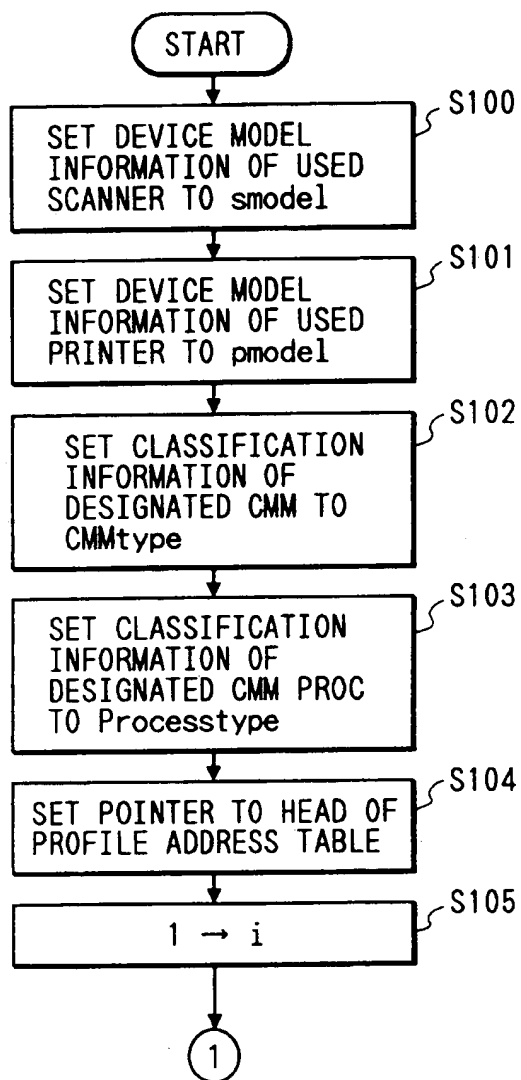 START
S100
SET DEVICE MODEL
INFORMATION OF USED
SCANNER TO smodel
S101
SET DEVICE MODEL
INFORMATION OF USED
PRINTER TO pmodel
S102
SET CLASSIFICATION
INFORMATION OF
DESIGNATED CMM TO
CMMtype
S103
SET CLASSIFICATION
INFORMATION OF
DESIGNATED CMM PROC
TO Processtype
S104
SET POINTER TO HEAD OF
PROFILE ADDRESS TABLE
S105
1 → i
1